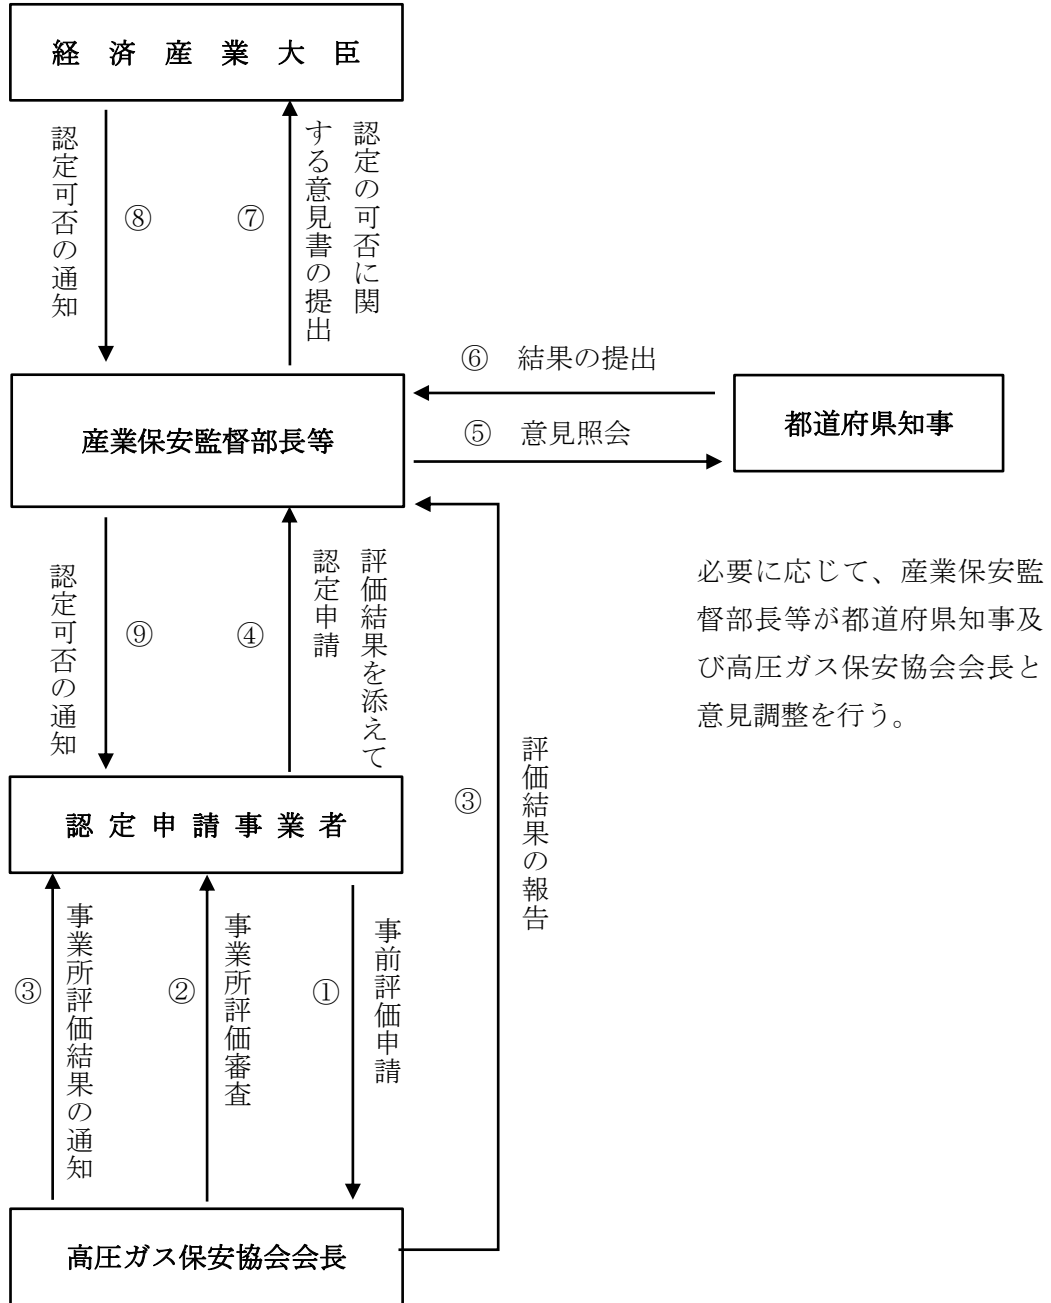 経済産業大臣
認定可否の通知
⑧
⑦
認定の可否に関
する意見書の提出
⑥ 結果の提出
⑤ 意見照会
都道府県知事
産業保安監督部長等
必要に応じて、産業保安監
督部長等が都道府県知事及
び高圧ガス保安協会会長と
意見調整を行う。
認定可否の通知
⑨
④
評価結果を添えて
認定申請
③
評価結果の報告
認定申請事業者
③
事業所評価結果の通知
②
事業所評価審査
①
事前評価申請
高圧ガス保安協会会長